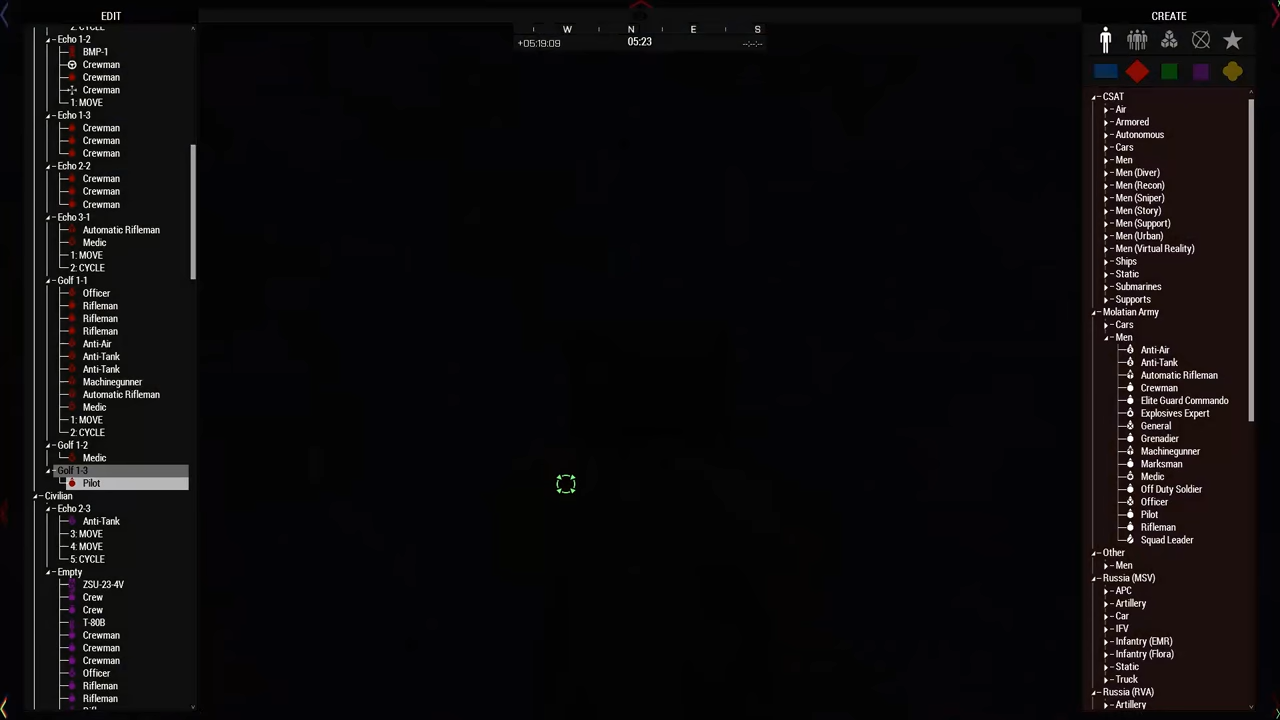 EDIT
2: CYCLE
Echo 1-2
BMP-1
Crewman
Crewman
Crewman
1: MOVE
Echo 1-3
Crewman
Crewman
Crewman
Echo 2-2
Crewman
Crewman
Crewman
Echo 3-1
Automatic Rifleman
Medic
1: MOVE
2: CYCLE
Golf 1-1
Officer
Rifleman
Rifleman
Rifleman
Anti-Air
Anti-Tank
Anti-Tank
Machinegunner
Automatic Rifleman
Medic
1: MOVE
2: CYCLE
Golf 1-2
Medic
Golf 1-3
Pilot
Civilian
Echo 2-3
Anti-Tank
3: MOVE
4: MOVE
5: CYCLE
Empty
ZSU-23-4V
Crew
Crew
T-80B
Crewman
Crewman
Crewman
Officer
Rifleman
Rifleman
W N E S
+05:19:09 05:23 --:--:--
CREATE
CSAT
Air
Armored
Autonomous
Cars
Men
Men (Diver)
Men (Recon)
Men (Sniper)
Men (Story)
Men (Support)
Men (Urban)
Men (Virtual Reality)
Ships
Static
Submarines
Supports
Molatian Army
Cars
Men
Anti-Air
Anti-Tank
Automatic Rifleman
Crewman
Elite Guard Commando
Explosives Expert
General
Grenadier
Machinegunner
Marksman
Medic
Off Duty Soldier
Officer
Pilot
Rifleman
Squad Leader
Other
Men
Russia (MSV)
APC
Artillery
Car
IFV
Infantry (EMR)
Infantry (Flora)
Static
Truck
Russia (RVA)
Artillery